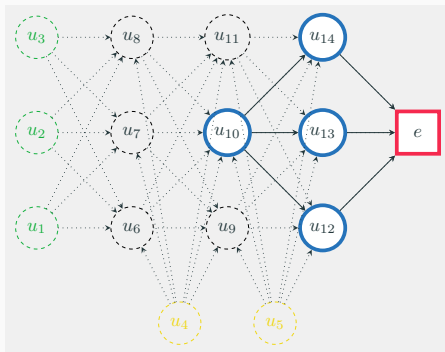 u₃ u₈ u₁₁ u₁₄
u₂ u₇ u₁₀ u₁₃ e
u₁ u₆ u₉ u₁₂
u₄ u₅